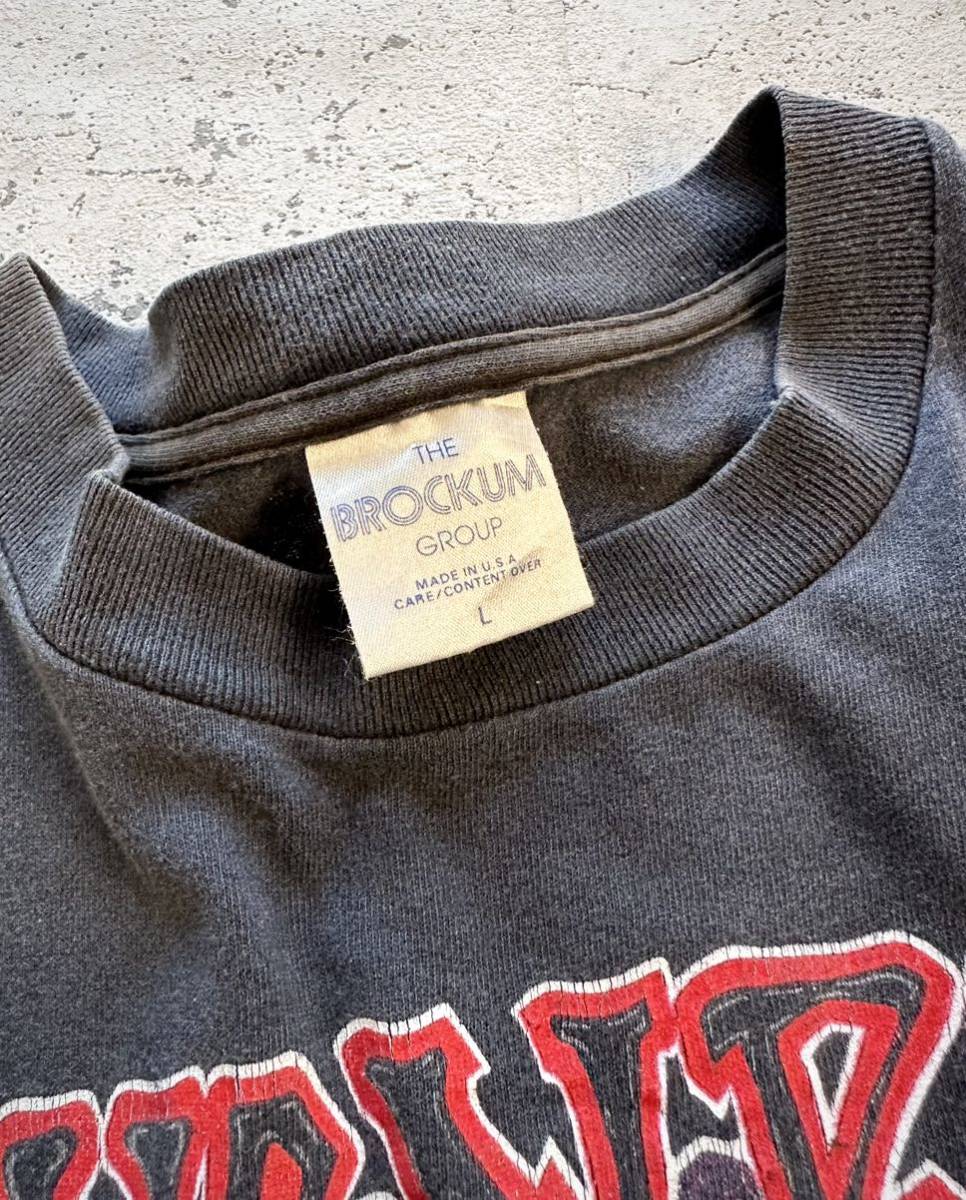 THE
BROCKUM
GROUP
MADE IN U.S.A.
CARE/CONTENT OVER
L